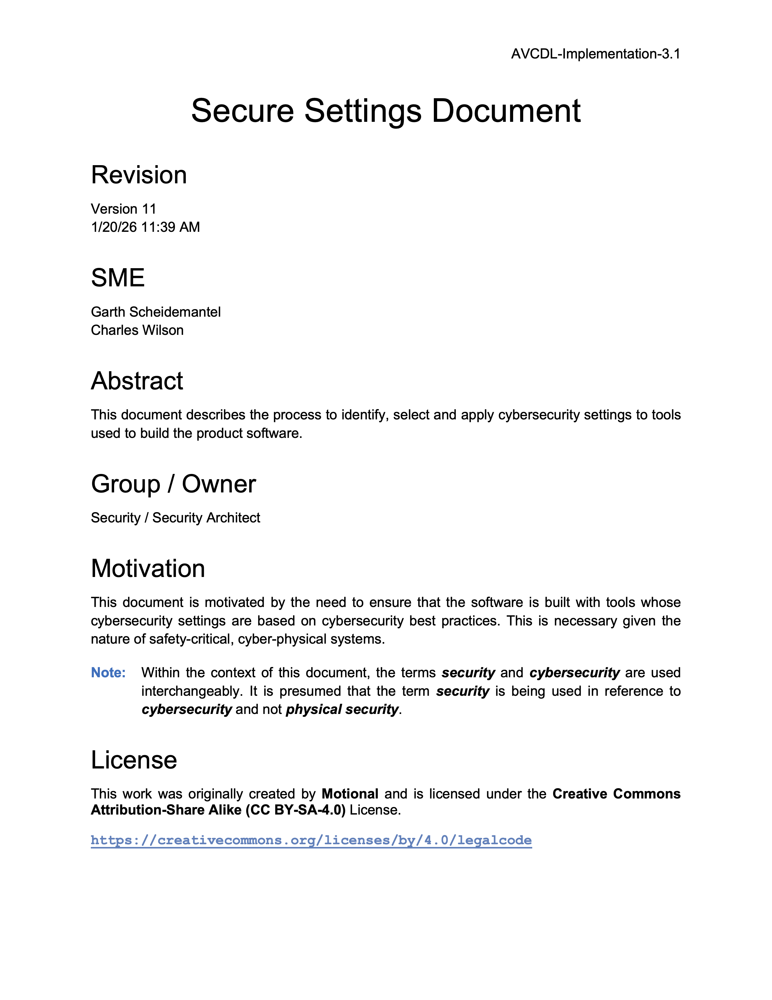 AVCDL-Implementation-3.1
Secure Settings Document
Revision
Version 11
1/20/26 11:39 AM
SME
Garth Scheidemantel
Charles Wilson
Abstract
This document describes the process to identify, select and apply cybersecurity settings to tools
used to build the product software.
Group / Owner
Security / Security Architect
Motivation
This document is motivated by the need to ensure that the software is built with tools whose
cybersecurity settings are based on cybersecurity best practices. This is necessary given the
nature of safety-critical, cyber-physical systems.
Note: Within the context of this document, the terms security and cybersecurity are used
interchangeably. It is presumed that the term security is being used in reference to
cybersecurity and not physical security.
License
This work was originally created by Motional and is licensed under the Creative Commons
Attribution-Share Alike (CC BY-SA-4.0) License.
https://creativecommons.org/licenses/by/4.0/legalcode